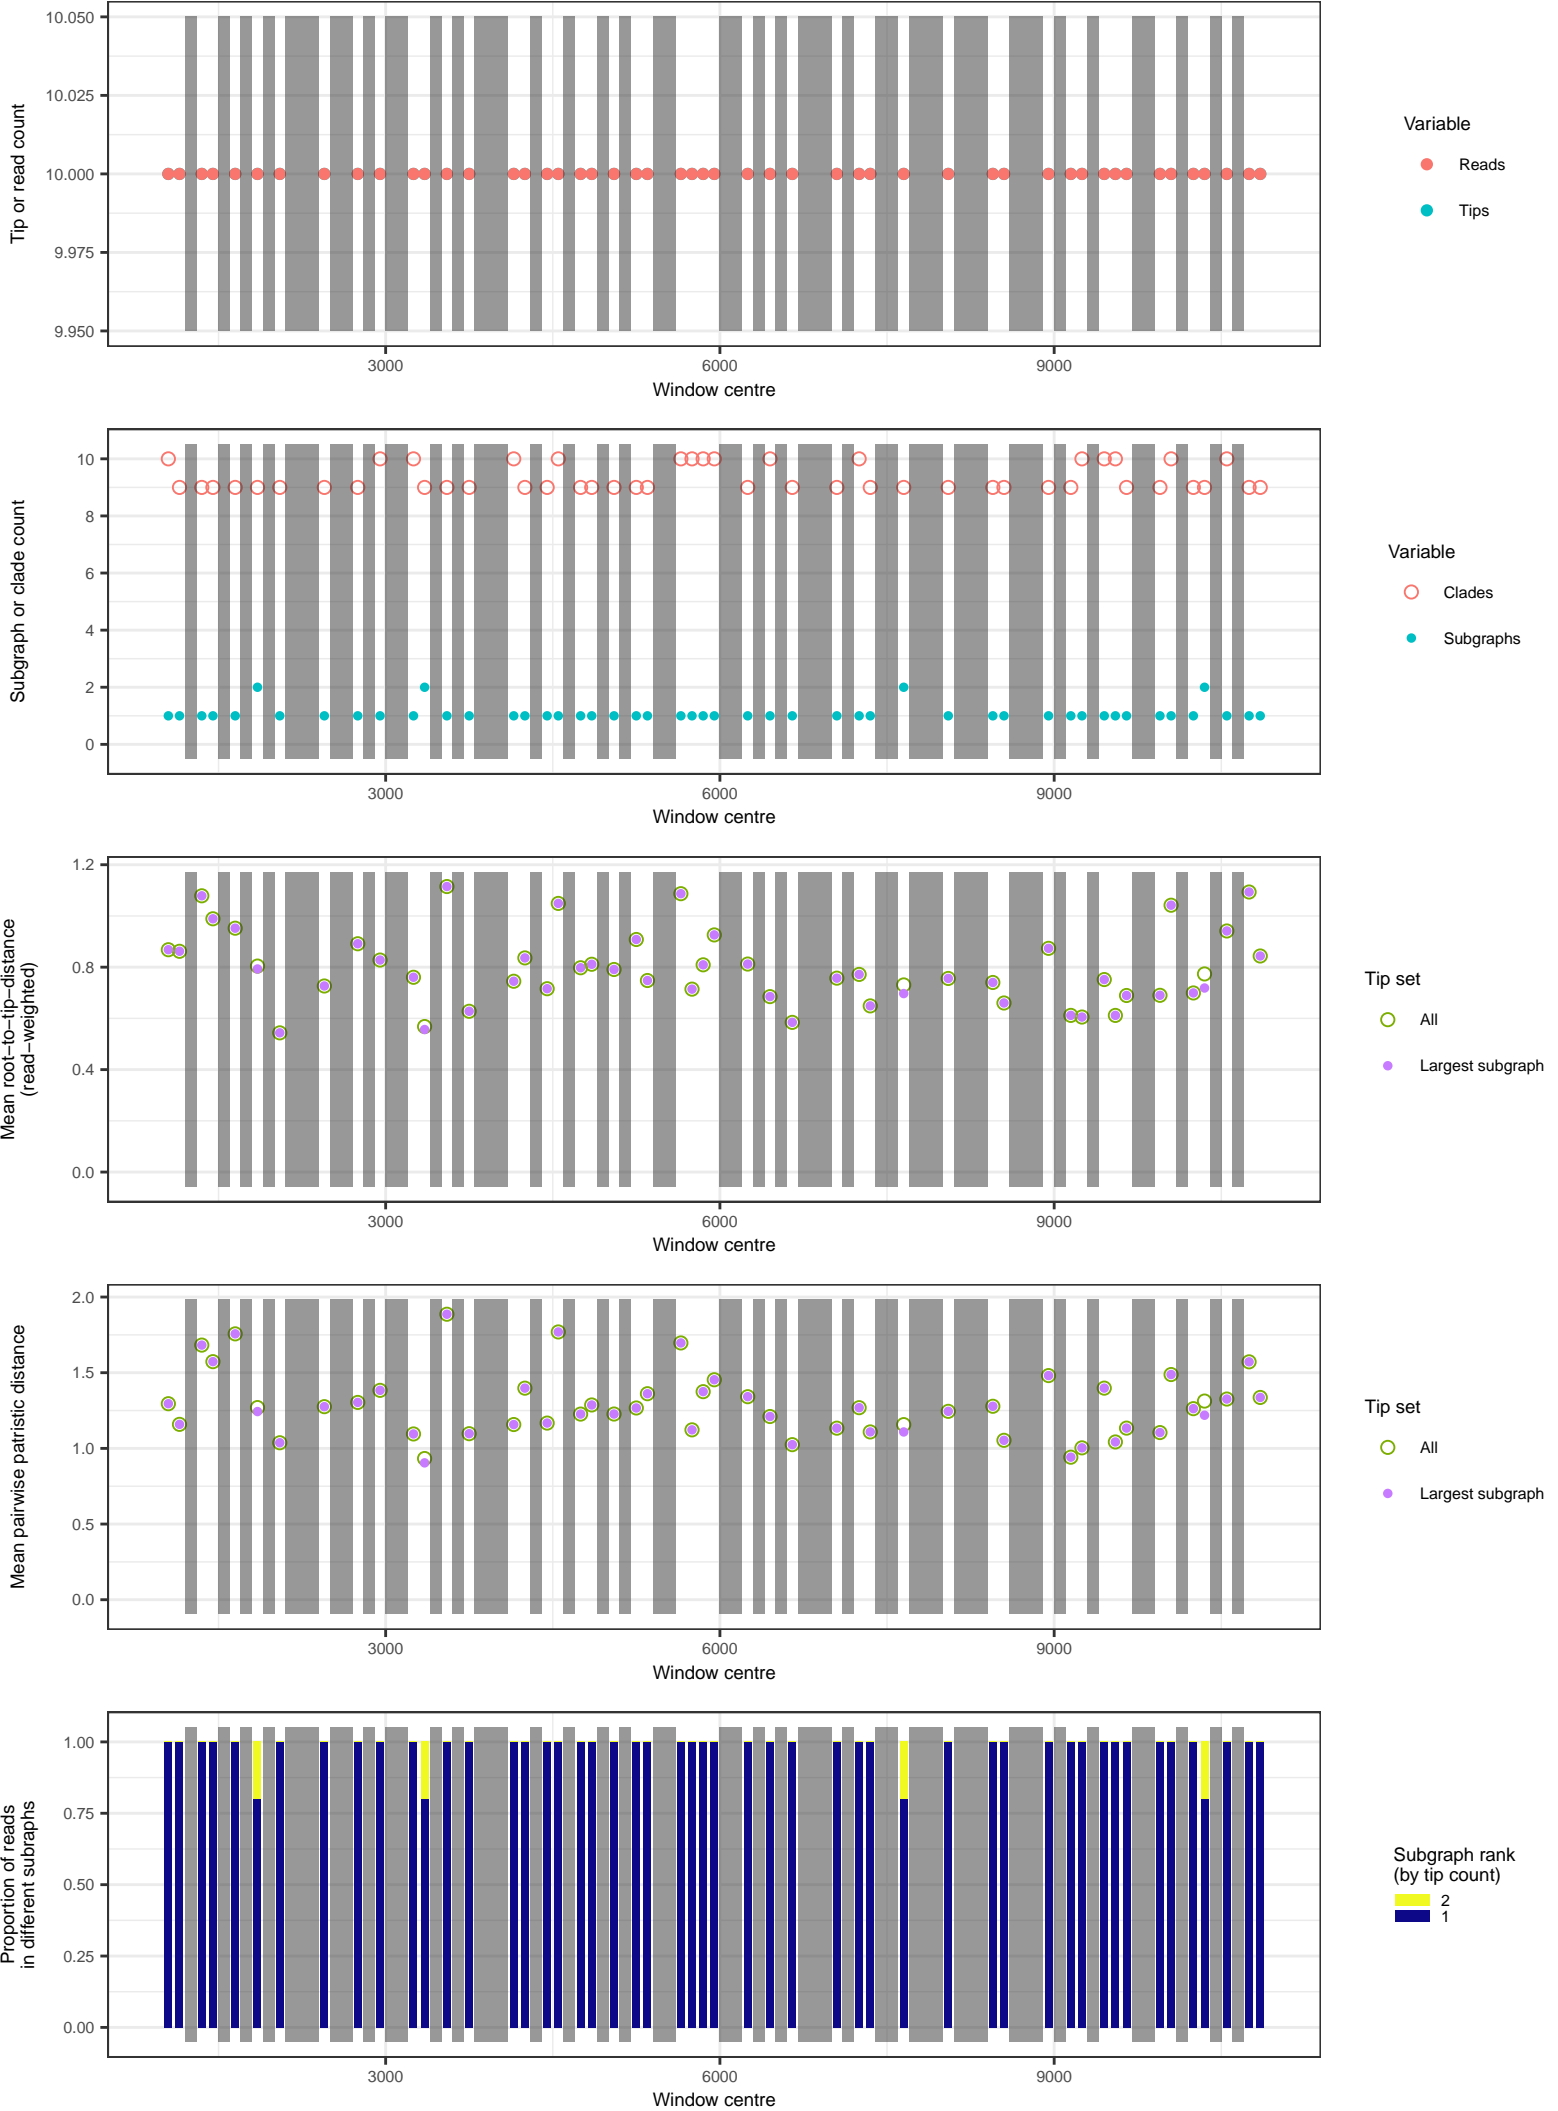 10.050
10.025
10.000
9.975
9.950
Tip or read count
3000 6000 9000
Window centre
Variable
Reads
Tips
10
8
6
4
2
0
Subgraph or clade count
3000 6000 9000
Window centre
Variable
Clades
Subgraphs
1.2
0.8
0.4
0.0
Mean root−to−tip−distance
(read−weighted)
3000 6000 9000
Window centre
Tip set
All
Largest subgraph
2.0
1.5
1.0
0.5
0.0
Mean pairwise patristic distance
3000 6000 9000
Window centre
Tip set
All
Largest subgraph
1.00
0.75
0.50
0.25
0.00
Proportion of reads
in different subraphs
3000 6000 9000
Window centre
Subgraph rank
(by tip count)
2
1